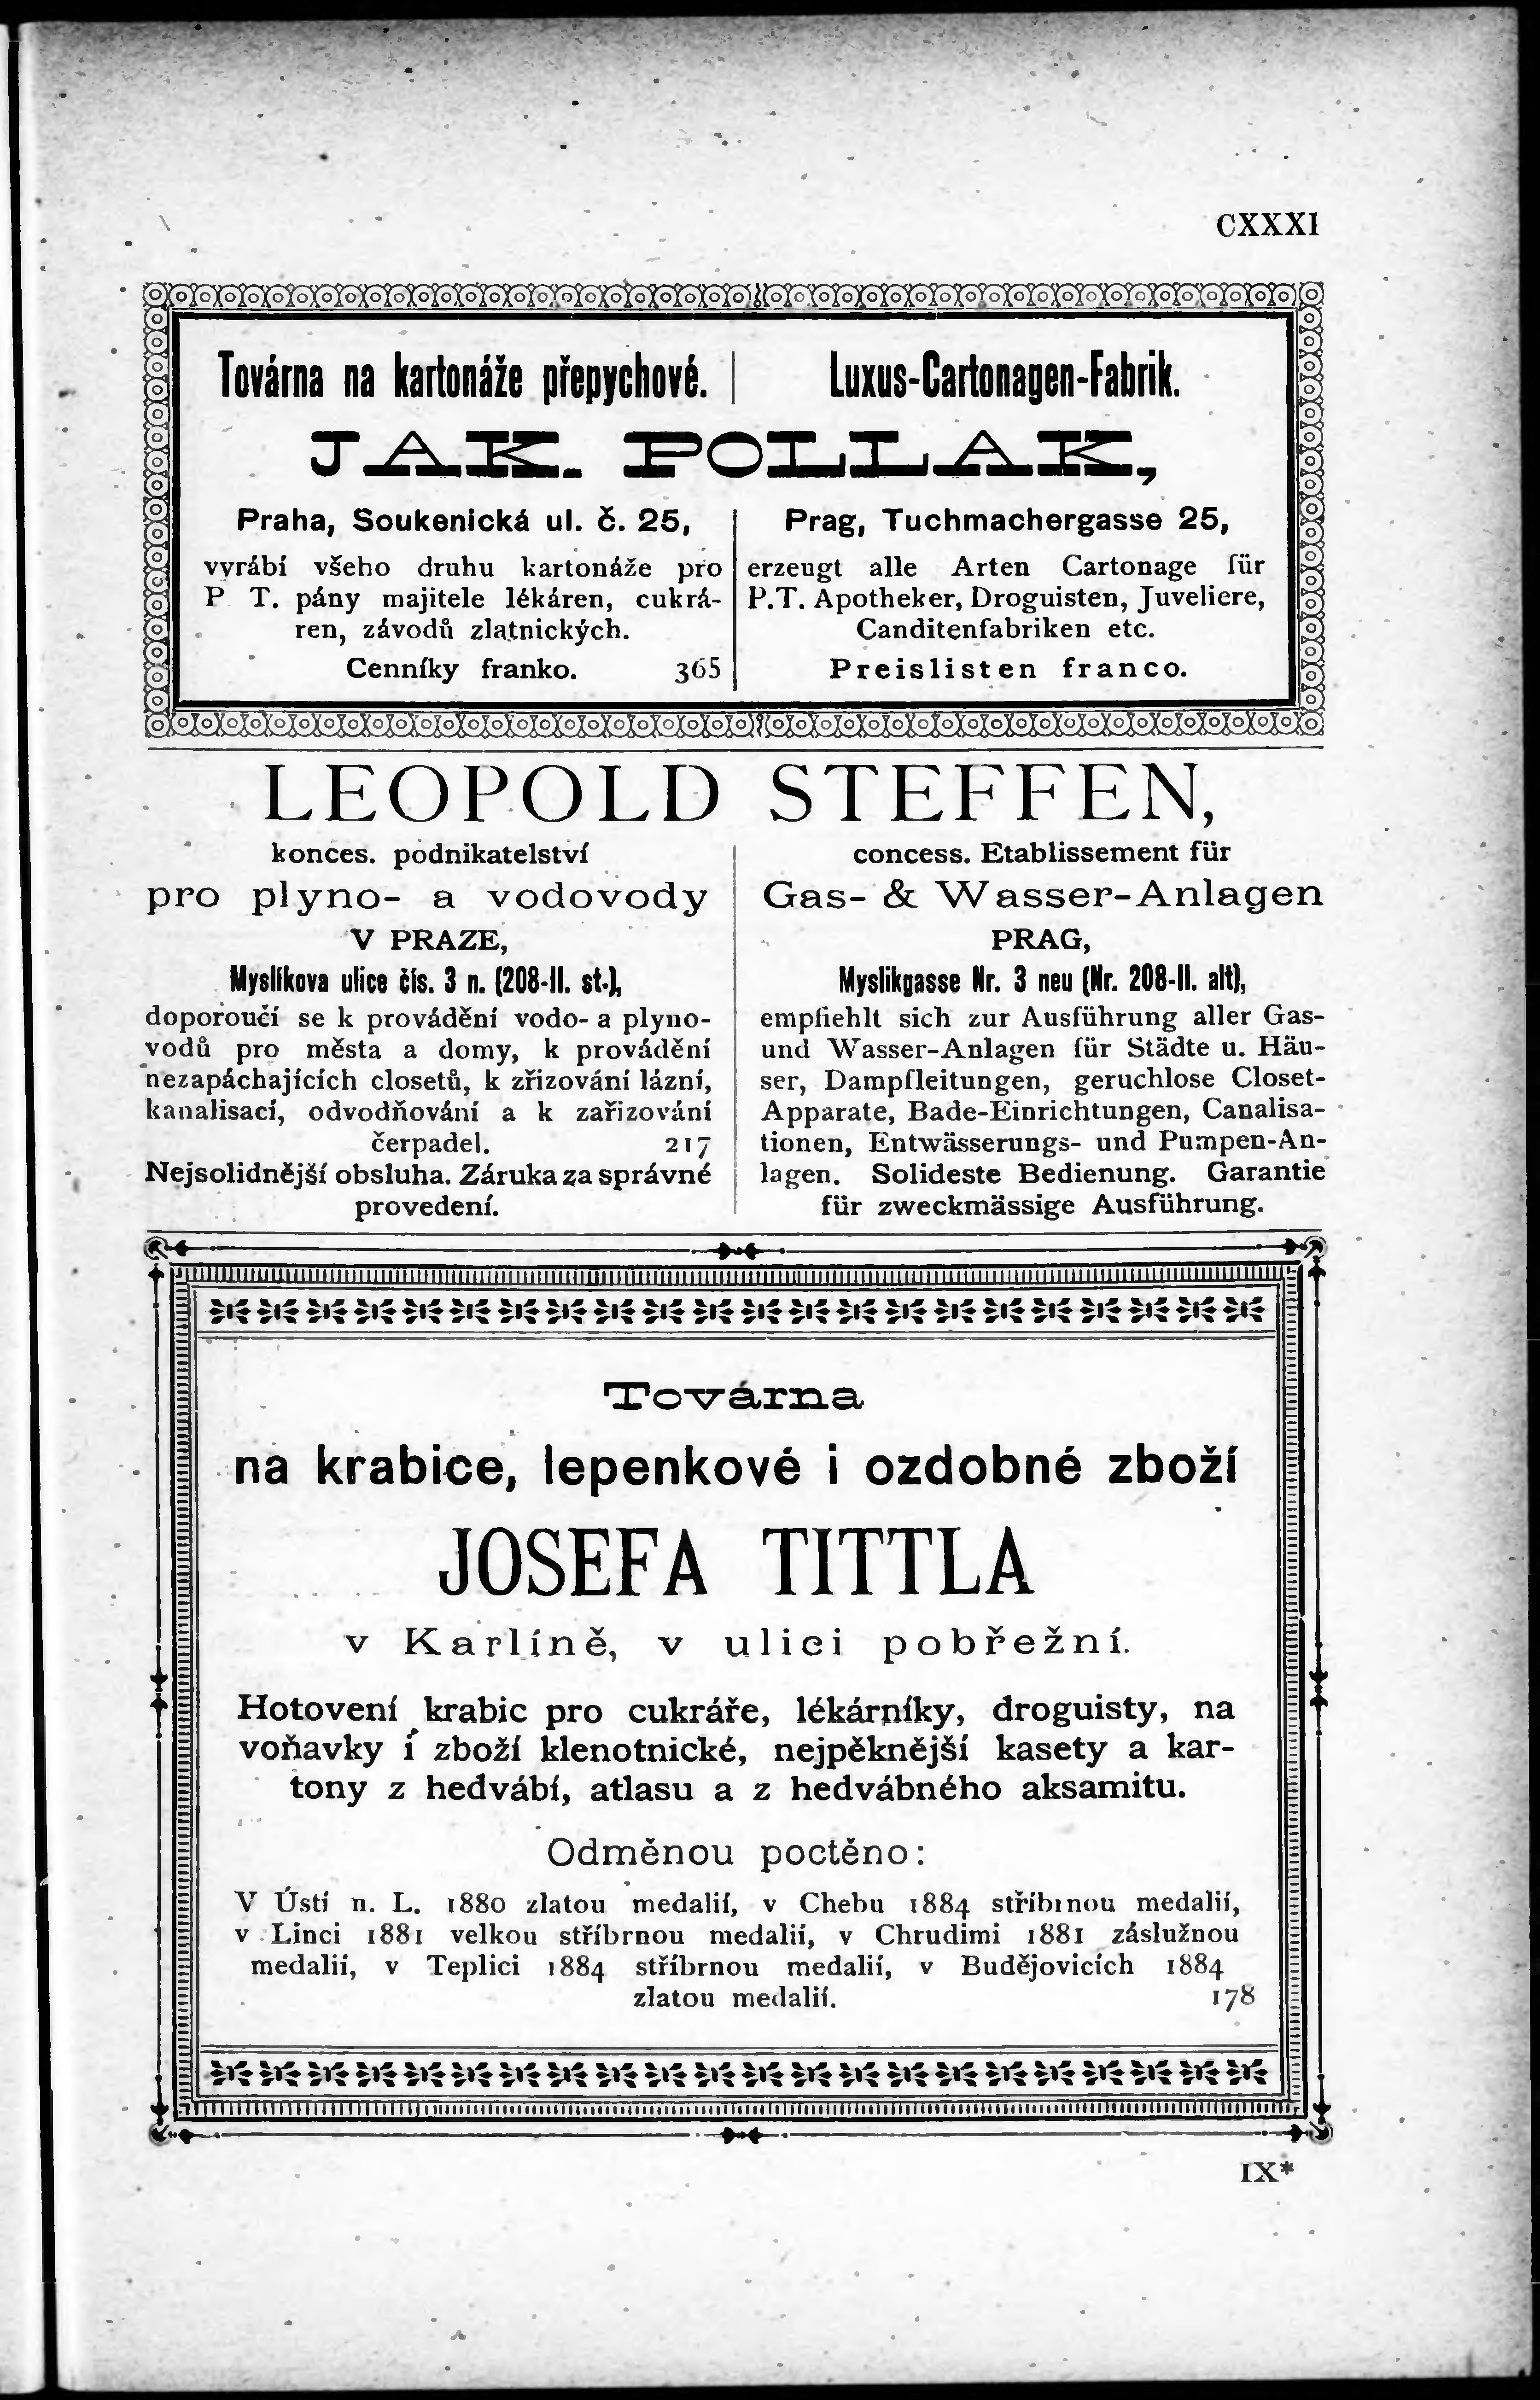 CXXXI
Továrna na kartonáže přepychové.
Luxus-Cartonagen-Fabrik.
JAK. POLLAK,
Praha, Soukenická ul. č. 25,
vyrábí všeho druhu kartonáže pro
P T. pány majitele lékáren, cukrá-
ren, závodů zlatnických.
Cenníky franko. 365
Prag, Tuchmachergasse 25,
erzeugt alle Arten Cartonage für
P.T. Apotheker, Droguisten, Juveliere,
Canditenfabriken etc.
Preislisten franco.
LEOPOLD STEFFEN,
konces. podnikatelství
pro plyno- a vodovody
V PRAZE,
Myslíkova ulice čís. 3 n. (208-II. st.),
doporoučí se k provádění vodo- a plyno-
vodů pro města a domy, k provádění
nezapáchajících closetů, k zřizování lázní,
kanalisací, odvodňování a k zařizování
čerpadel. 217
Nejsolidnější obsluha. Záruka za správné
provedení.
concess. Etablissement für
Gas- & Wasser-Anlagen
PRAG,
Myslikgasse Nr. 3 neu (Nr. 208-II. alt),
empfiehlt sich zur Ausführung aller Gas-
und Wasser-Anlagen für Städte u. Häu-
ser, Dampfleitungen, geruchlose Closet-
Apparate, Bade-Einrichtungen, Canalisa-
tionen, Entwässerungs- und Pumpen-An-
lagen. Solideste Bedienung. Garantie
für zweckmässige Ausführung.
Továrna
na krabice, lepenkové i ozdobné zboží
JOSEFA TITTLA
v Karlíně, v ulici pobřežní.
Hotovení krabic pro cukráře, lékárníky, droguisty, na
voňavky i zboží klenotnické, nejpěknější kasety a kar-
tony z hedvábí, atlasu a z hedvábného aksamitu.
Odměnou poctěno:
V Ústí n. L. 1880 zlatou medalií, v Chebu 1884 stříbrnou medalií,
v Linci 1881 velkou stříbrnou medalií, v Chrudimi 1881 záslužnou
medalií, v Teplici 1884 stříbrnou medalií, v Budějovicích 1884
zlatou medalií. 178
IX*